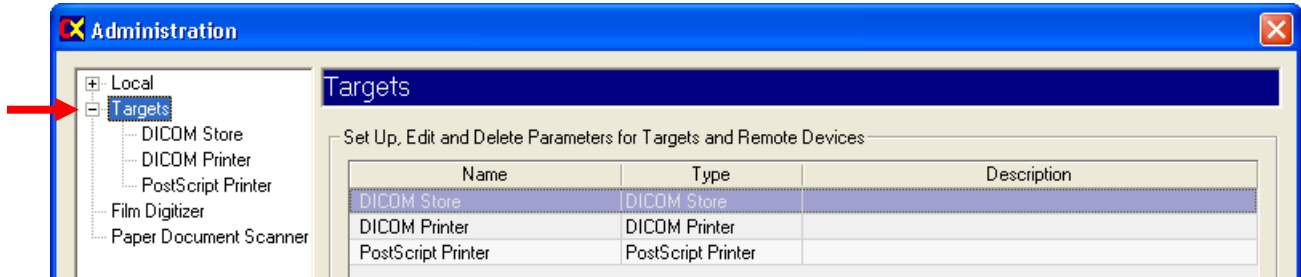 Administration
Local
Targets
DICOM Store
DICOM Printer
PostScript Printer
Film Digitizer
Paper Document Scanner
Targets
Set Up, Edit and Delete Parameters for Targets and Remote Devices
Name Type Description
DICOM Store DICOM Store
DICOM Printer DICOM Printer
PostScript Printer PostScript Printer